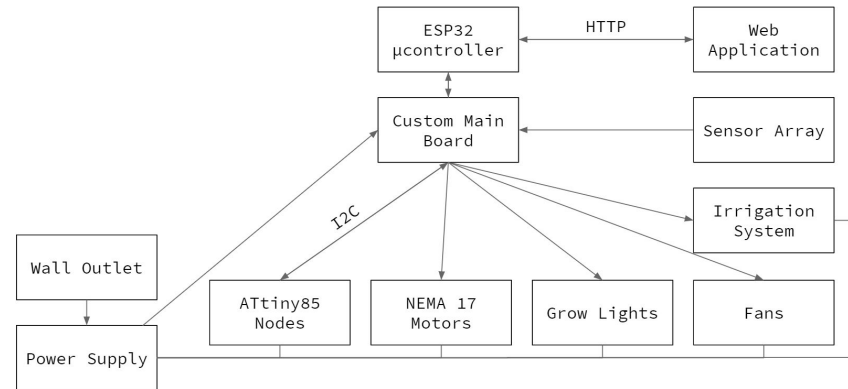 ESP32
µcontroller
HTTP
Web
Application
Custom Main
Board
Sensor Array
I2C
Irrigation
System
Wall Outlet
ATtiny85
Nodes
NEMA 17
Motors
Grow Lights
Fans
Power Supply